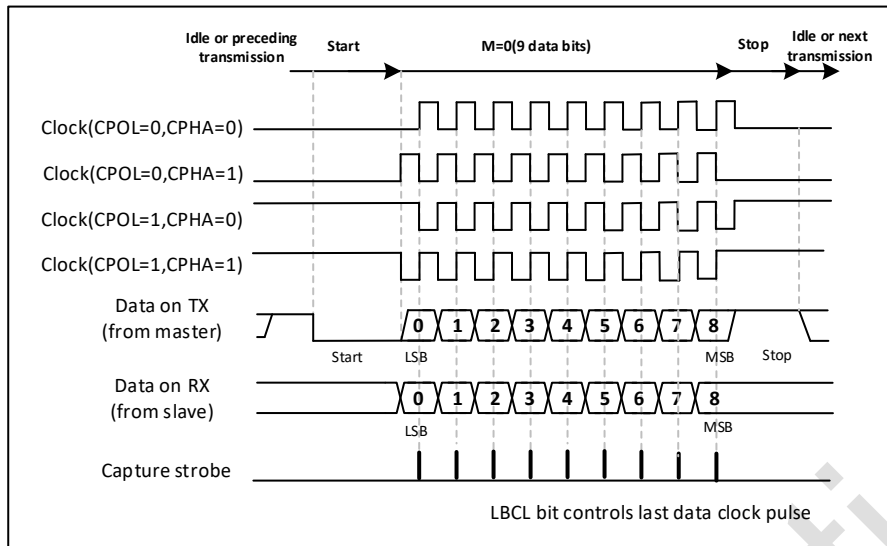 Idle or preceding
transmission
Start
M=0(9 data bits)
Stop
Idle or next
transmission
Clock(CPOL=0,CPHA=0)
Clock(CPOL=0,CPHA=1)
Clock(CPOL=1,CPHA=0)
Clock(CPOL=1,CPHA=1)
Data on TX
(from master)
0 1 2 3 4 5 6 7 8
Start
LSB
MSB
Stop
Data on RX
(from slave)
0 1 2 3 4 5 6 7 8
LSB
MSB
Capture strobe
LBCL bit controls last data clock pulse